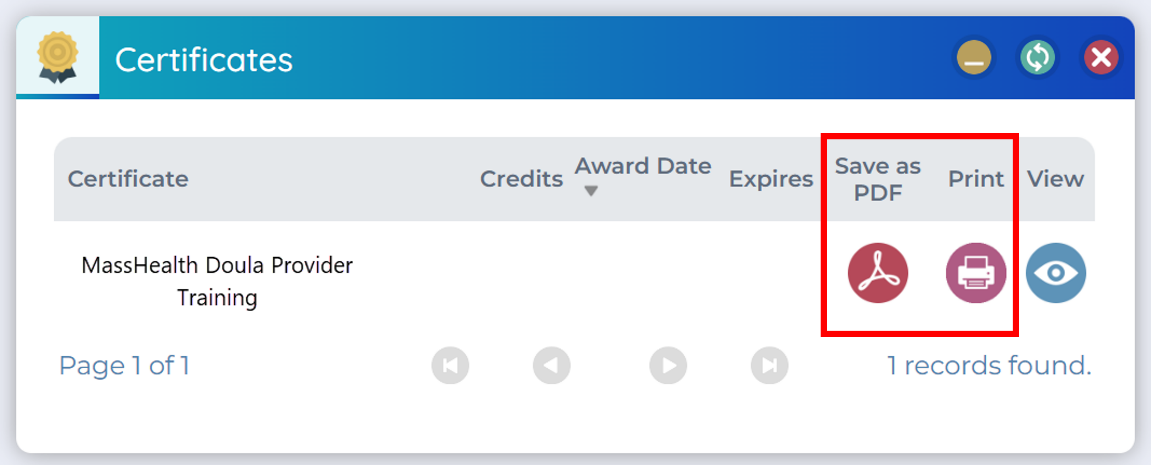 Certificates
Certificate Credits Award Date Expires Save as PDF Print View
MassHealth Doula Provider
Training
Page 1 of 1 1 records found.